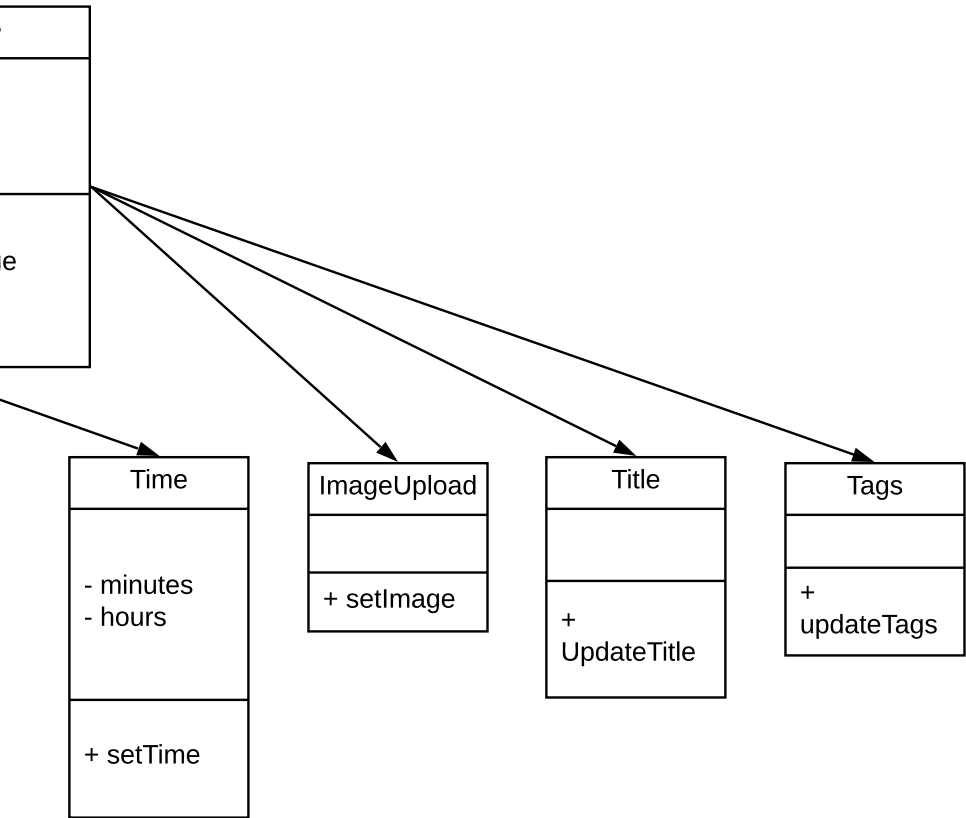 Time
- minutes
- hours
+ setTime
ImageUpload
+ setImage
Title
+
UpdateTitle
Tags
+
updateTags